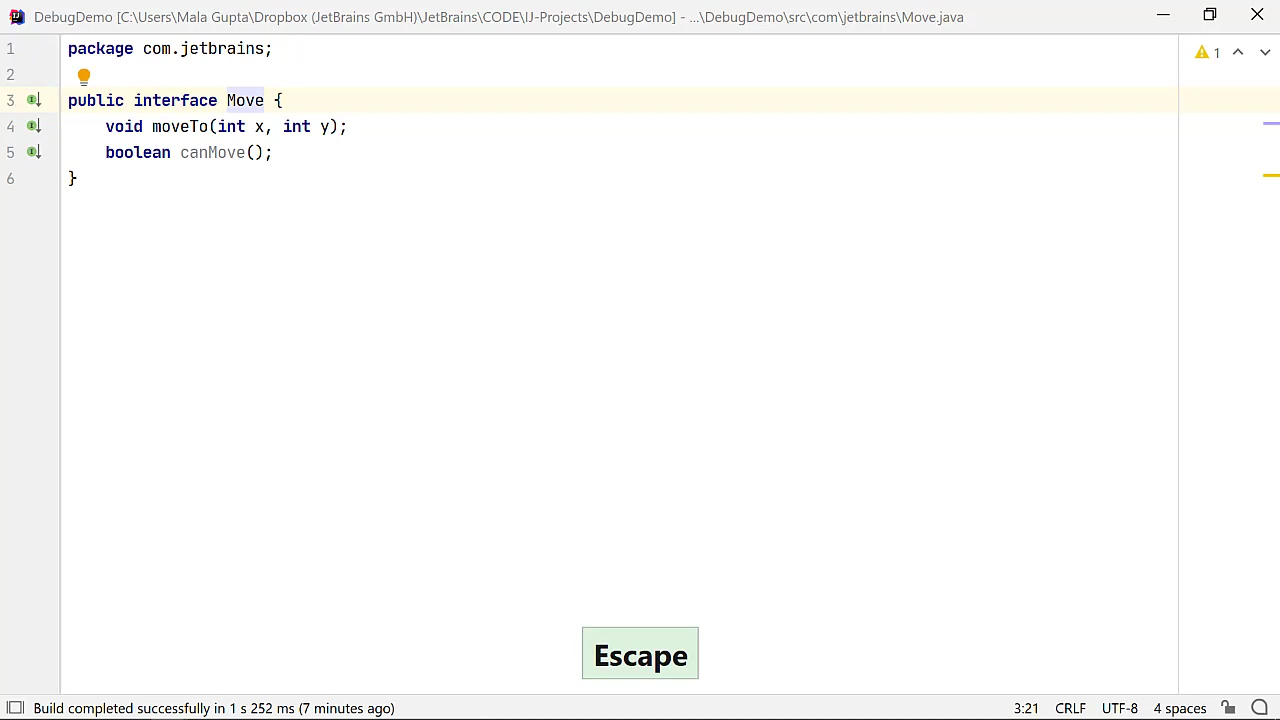 DebugDemo [C:\Users\Mala Gupta\Dropbox (JetBrains GmbH)\JetBrains\CODE\IJ-Projects\DebugDemo] - ...\DebugDemo\src\com\jetbrains\Move.java
1 package com.jetbrains;
1
2
3 public interface Move {
4 void moveTo(int x, int y);
5 boolean canMove();
6 }
Escape
Build completed successfully in 1 s 252 ms (7 minutes ago) 3:21 CRLF UTF-8 4 spaces